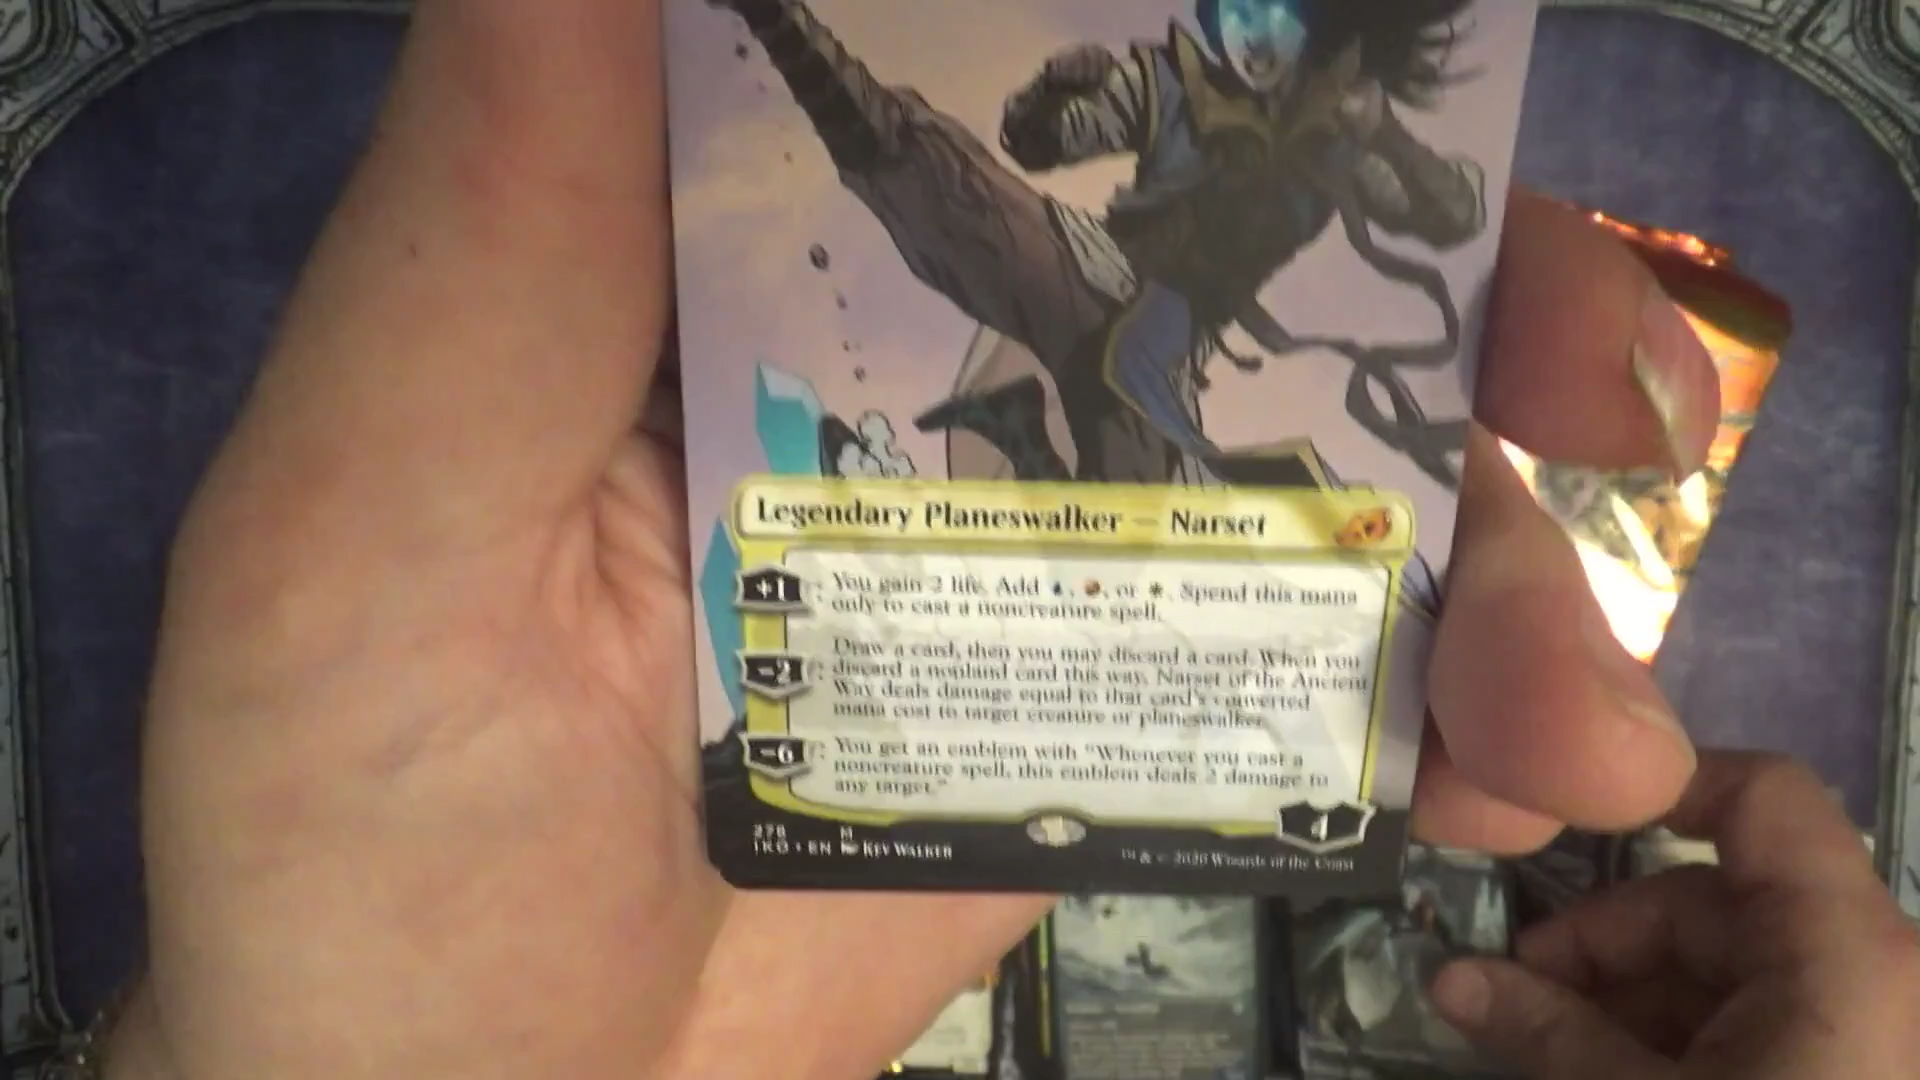 Legendary Planeswalker — Narset
+1: You gain 2 life. Add , , or . Spend this mana
only to cast a noncreature spell.
Draw a card, then you may discard a card. When you
-2: discard a nonland card this way, Narset of the Ancient
Way deals damage equal to that card's converted
mana cost to target creature or planeswalker.
-6: You get an emblem with "Whenever you cast a
noncreature spell, this emblem deals 2 damage to
any target."
4
278 M
IKO • EN KEV WALKER
™ & © 2020 Wizards of the Coast